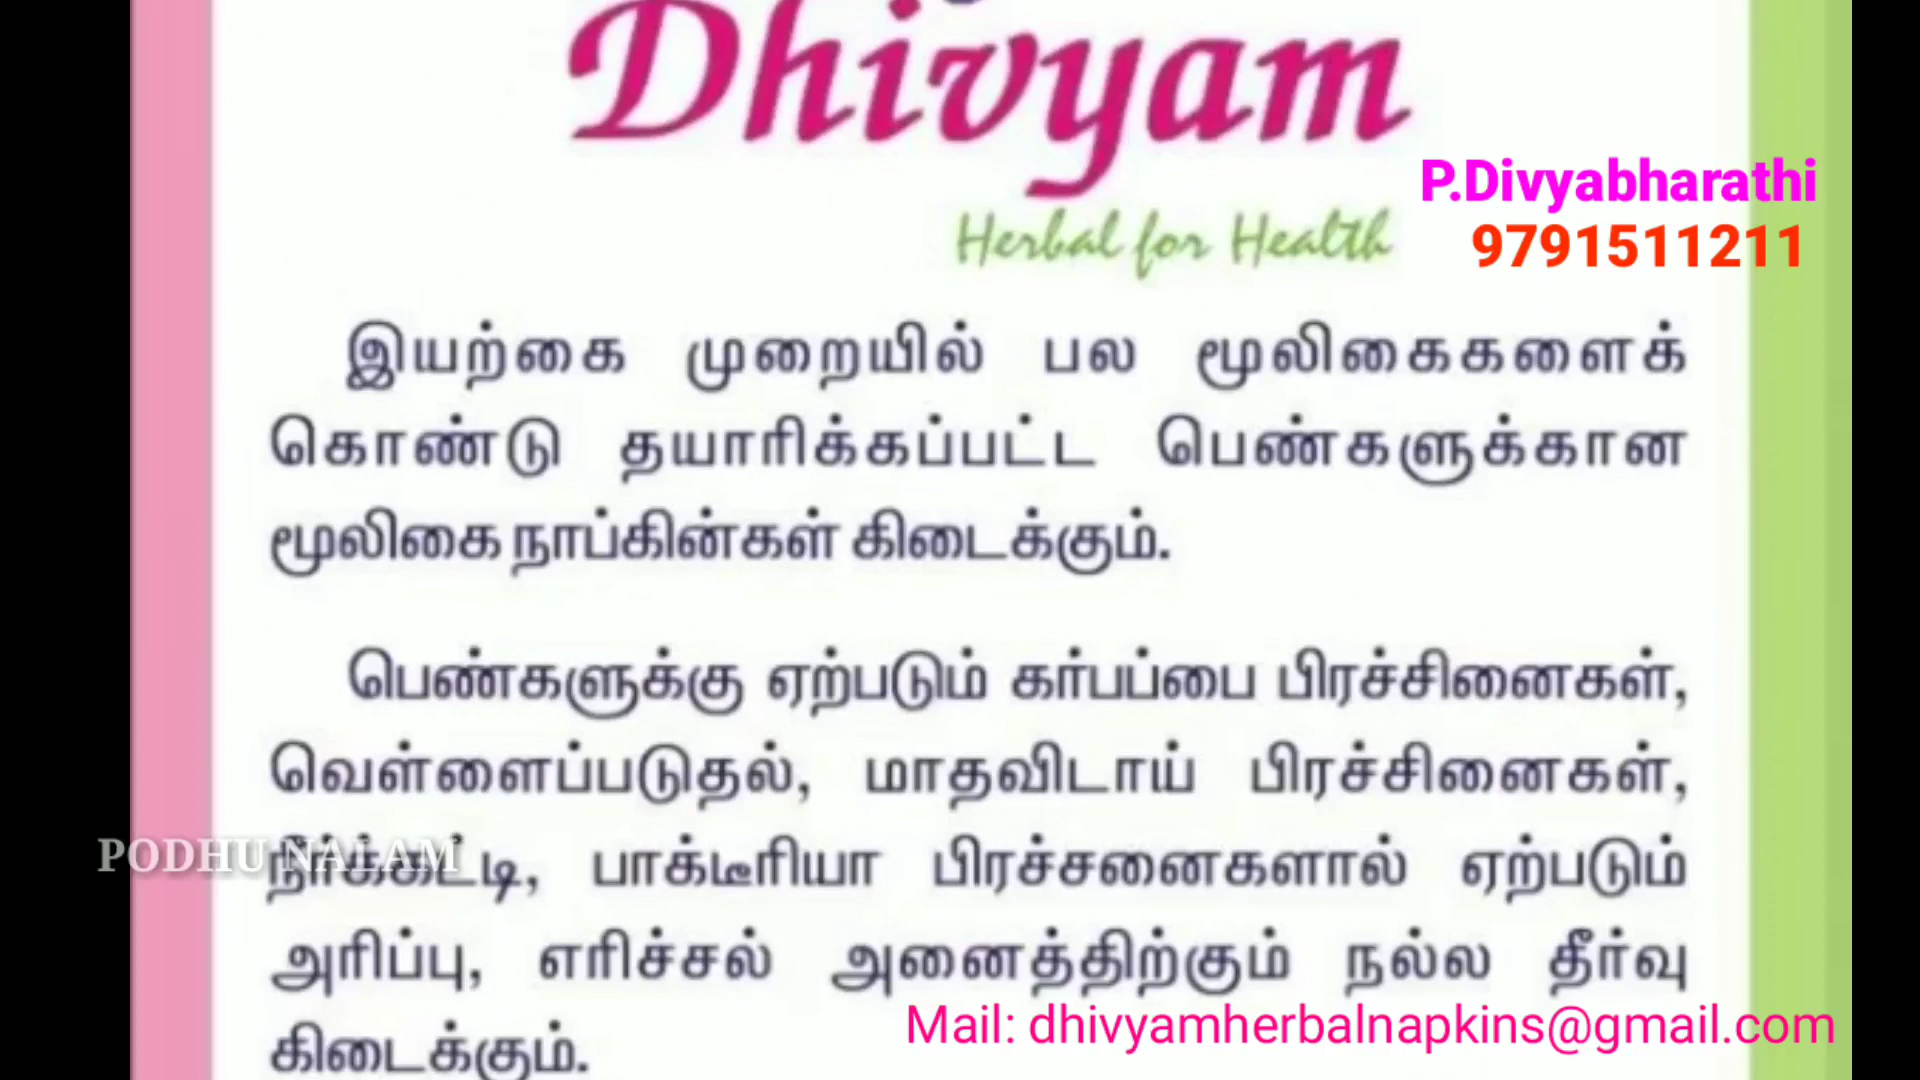 Dhivyam
Herbal for Health
P.Divyabharathi
9791511211
இயற்கை முறையில் பல மூலிகைகளைக்
கொண்டு தயாரிக்கப்பட்ட பெண்களுக்கான
மூலிகை நாப்கின்கள் கிடைக்கும்.
பெண்களுக்கு ஏற்படும் கர்பப்பை பிரச்சினைகள்,
வெள்ளைப்படுதல், மாதவிடாய் பிரச்சினைகள்,
நீர்க்கட்டி, பாக்டீரியா பிரச்சனைகளால் ஏற்படும்
PODHU NALAM
அரிப்பு, எரிச்சல் அனைத்திற்கும் நல்ல தீர்வு
கிடைக்கும்.
Mail: dhivyamherbalnapkins@gmail.com